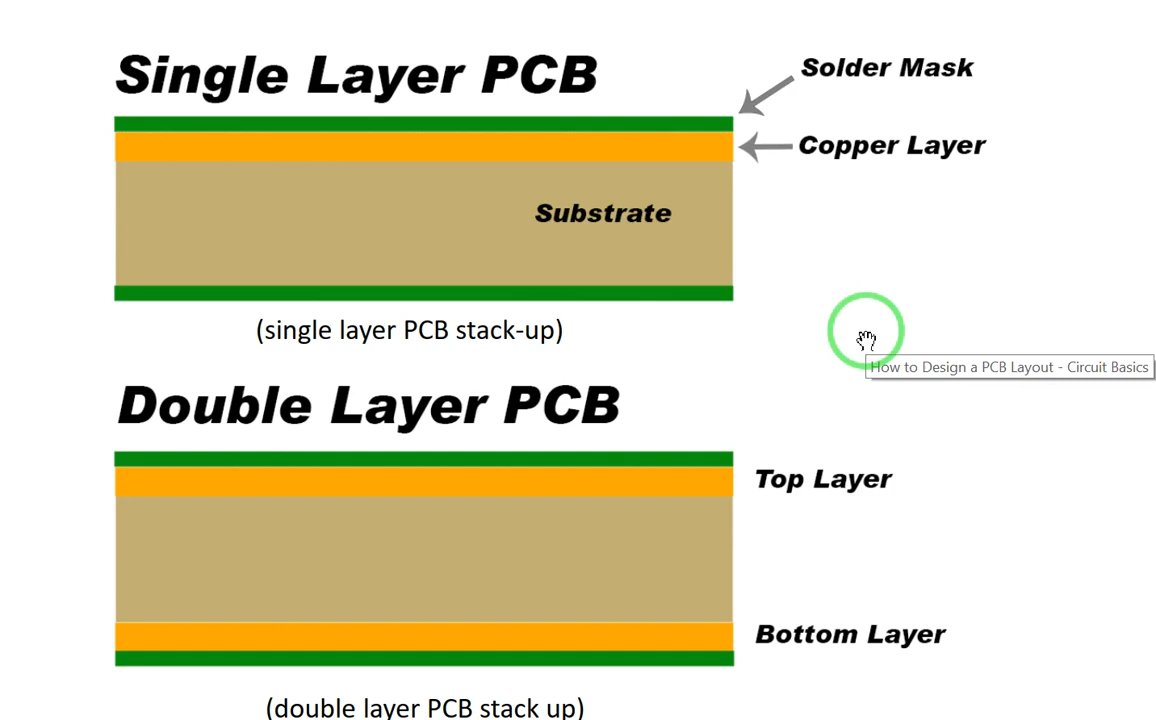 Single Layer PCB
Solder Mask
Copper Layer
Substrate
(single layer PCB stack-up)
How to Design a PCB Layout - Circuit Basics
Double Layer PCB
Top Layer
Bottom Layer
(double layer PCB stack up)